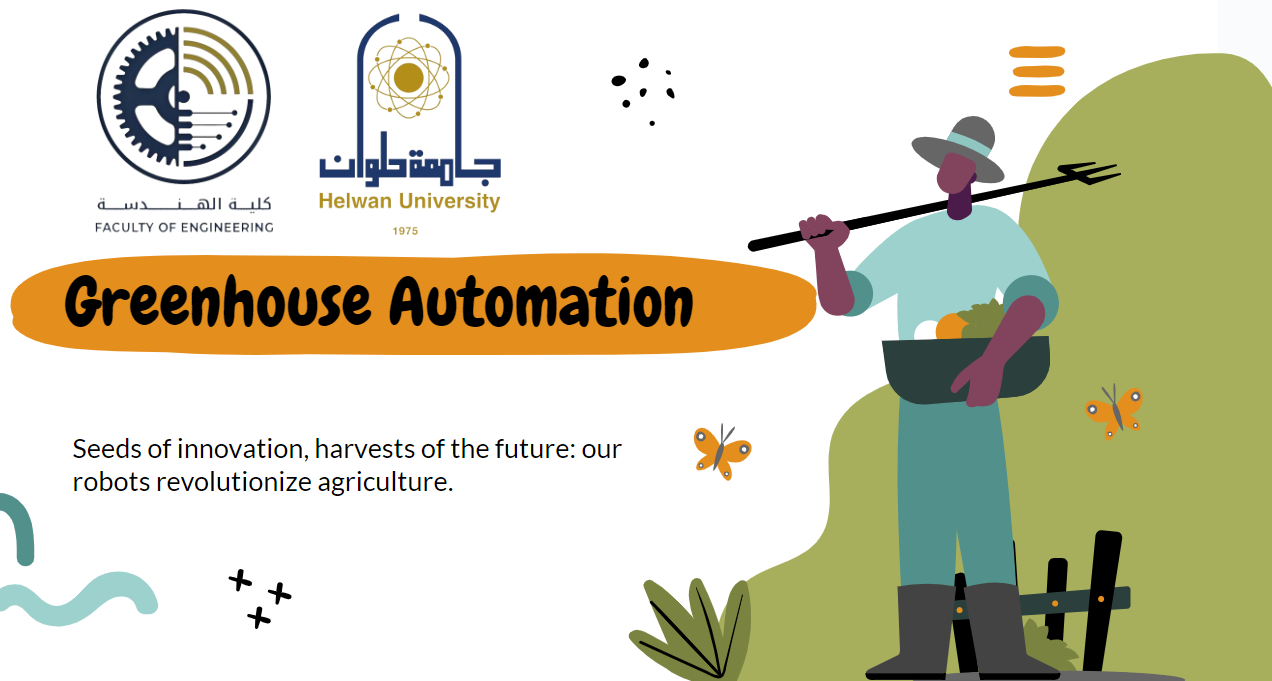 كلية الهندسة
FACULTY OF ENGINEERING
جامعة حلوان
Helwan University
1975
Greenhouse Automation
Seeds of innovation, harvests of the future: our
robots revolutionize agriculture.